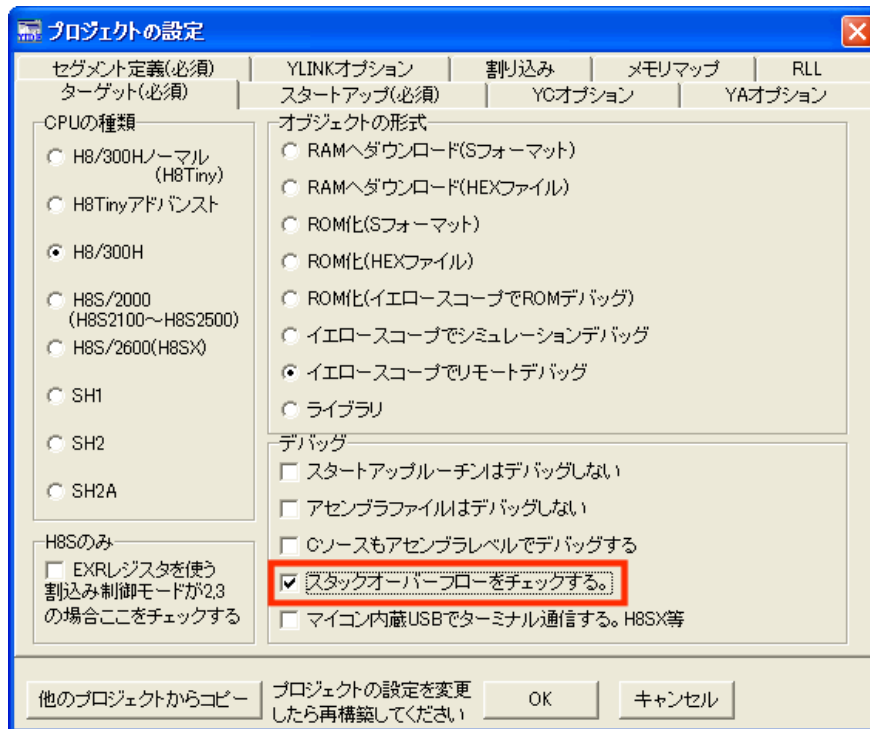 プロジェクトの設定
セグメント定義(必須)
YLINKオプション
割り込み
メモリマップ
RLL
ターゲット(必須)
スタートアップ(必須)
YCオプション
YAオプション
CPUの種類
H8/300Hノーマル
(H8Tiny)
H8Tinyアドバンスト
H8/300H
H8S/2000
(H8S2100～H8S2500)
H8S/2600(H8SX)
SH1
SH2
SH2A
H8Sのみ
EXRレジスタを使う
割込み制御モードが2,3
の場合ここをチェックする
オブジェクトの形式
RAMへダウンロード(Sフォーマット)
RAMへダウンロード(HEXファイル)
ROM化(Sフォーマット)
ROM化(HEXファイル)
ROM化(イエロースコープでROMデバッグ)
イエロースコープでシミュレーションデバッグ
イエロースコープでリモートデバッグ
ライブラリ
デバッグ
スタートアップルーチンはデバッグしない
アセンブラファイルはデバッグしない
Cソースもアセンブラレベルでデバッグする
スタックオーバーフローをチェックする。
マイコン内蔵USBでターミナル通信する。H8SX等
他のプロジェクトからコピー
プロジェクトの設定を変更
したら再構築してください
OK
キャンセル